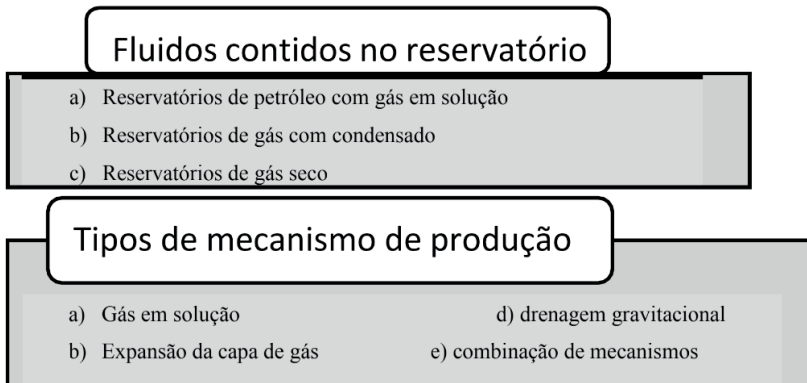 Fluidos contidos no reservatório
a) Reservatórios de petróleo com gás em solução
b) Reservatórios de gás com condensado
c) Reservatórios de gás seco
Tipos de mecanismo de produção
a) Gás em solução d) drenagem gravitacional
b) Expansão da capa de gás e) combinação de mecanismos